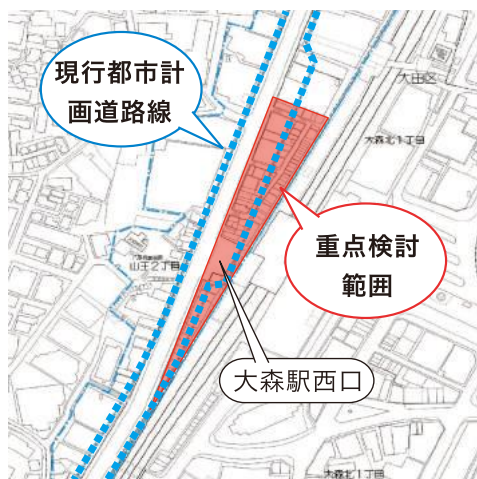 現行都市計
画道路線
大田区
大森北1丁目
山王2丁目
重点検討
範囲
大森駅西口
大森北1丁目